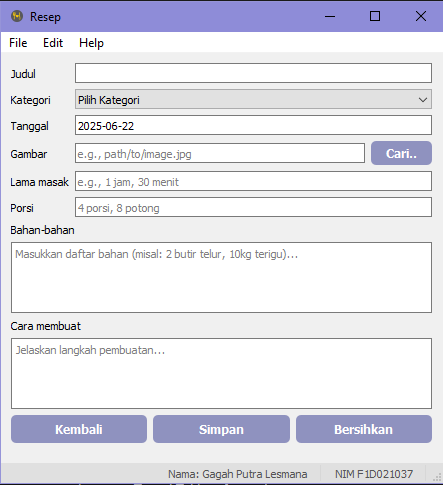 Resep
File Edit Help
Judul
Kategori Pilih Kategori
Tanggal 2025-06-22
Gambar e.g., path/to/image.jpg Cari..
Lama masak e.g., 1 jam, 30 menit
Porsi 4 porsi, 8 potong
Bahan-bahan
Masukkan daftar bahan (misal: 2 butir telur, 10kg terigu)...
Cara membuat
Jelaskan langkah pembuatan...
Kembali Simpan Bersihkan
Nama: Gagah Putra Lesmana NIM F1D021037